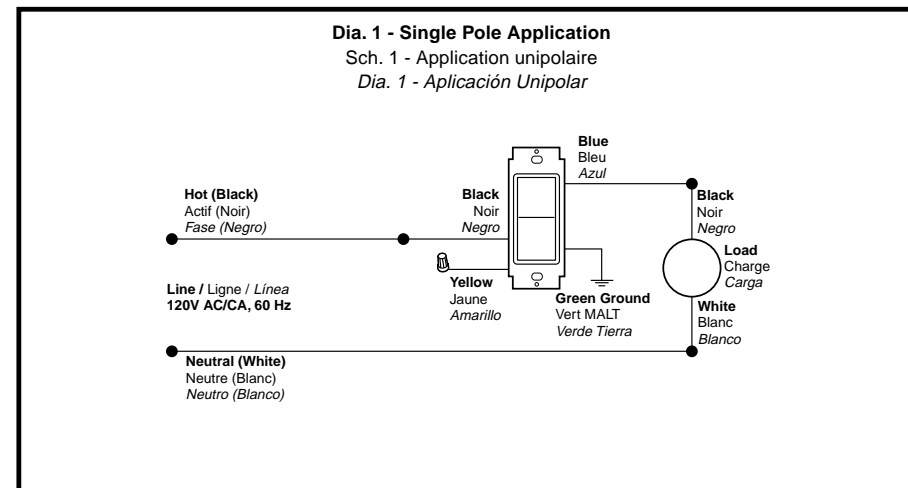 Dia. 1 - Single Pole Application
Sch. 1 - Application unipolaire
Dia. 1 - Aplicación Unipolar
Hot (Black)
Actif (Noir)
Fase (Negro)
Line / Ligne / Línea
120V AC/CA, 60 Hz
Neutral (White)
Neutre (Blanc)
Neutro (Blanco)
Black
Noir
Negro
Yellow
Jaune
Amarillo
Blue
Bleu
Azul
Green Ground
Vert MALT
Verde Tierra
Black
Noir
Negro
Load
Charge
Carga
White
Blanc
Blanco